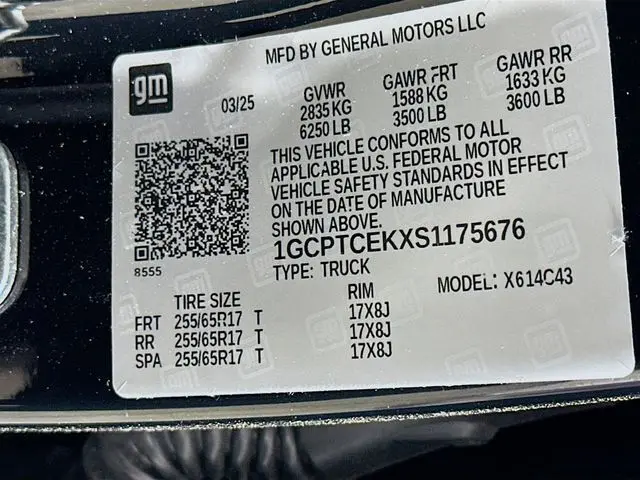 MFD BY GENERAL MOTORS LLC
gm
03/25
GVWR
2835 KG
6250 LB
GAWR FRT
1588 KG
3500 LB
GAWR RR
1633 KG
3600 LB
THIS VEHICLE CONFORMS TO ALL
APPLICABLE U.S. FEDERAL MOTOR
VEHICLE SAFETY STANDARDS IN EFFECT
ON THE DATE OF MANUFACTURE
SHOWN ABOVE.
8555
1GCPTCEKXS1175676
TYPE: TRUCK
MODEL: X614C43
TIRE SIZE RIM
FRT 255/65R17 T 17X8J
RR 255/65R17 T 17X8J
SPA 255/65R17 T 17X8J